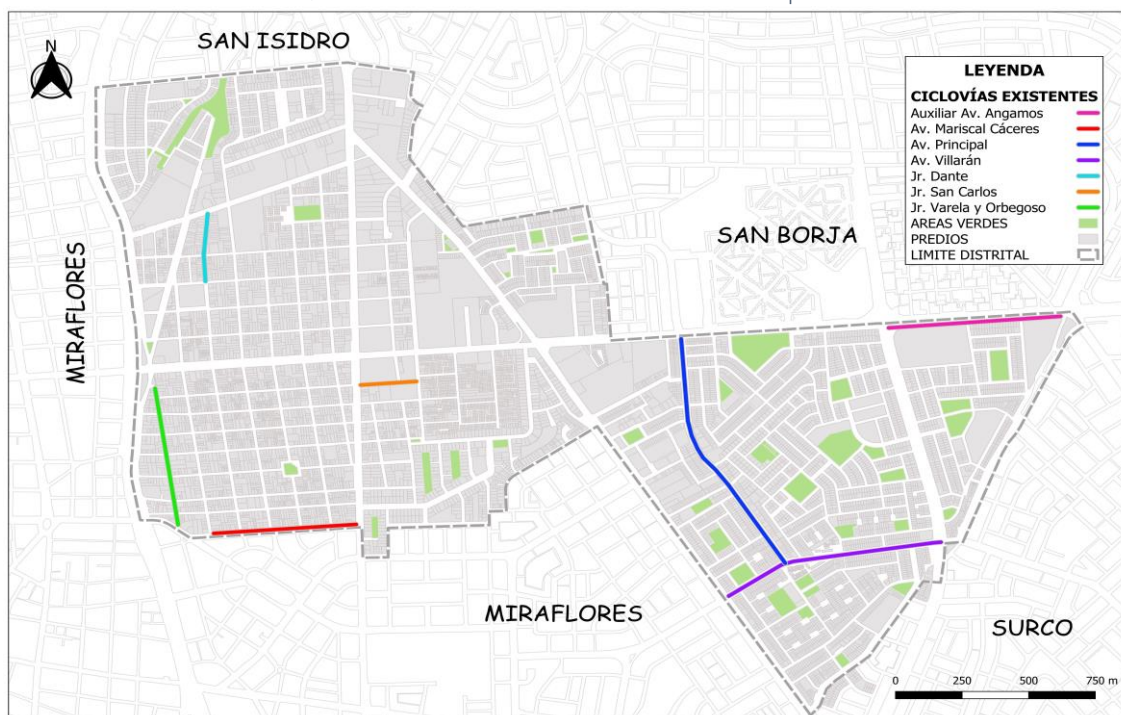 SAN ISIDRO
N
LEYENDA
CICLOVÍAS EXISTENTES
Auxiliar Av. Angamos
Av. Mariscal Cáceres
Av. Principal
Av. Villarán
Jr. Dante
Jr. San Carlos
Jr. Varela y Orbegoso
AREAS VERDES
PREDIOS
LIMITE DISTRITAL
SAN BORJA
MIRAFLORES
MIRAFLORES
SURCO
0 250 500 750 m